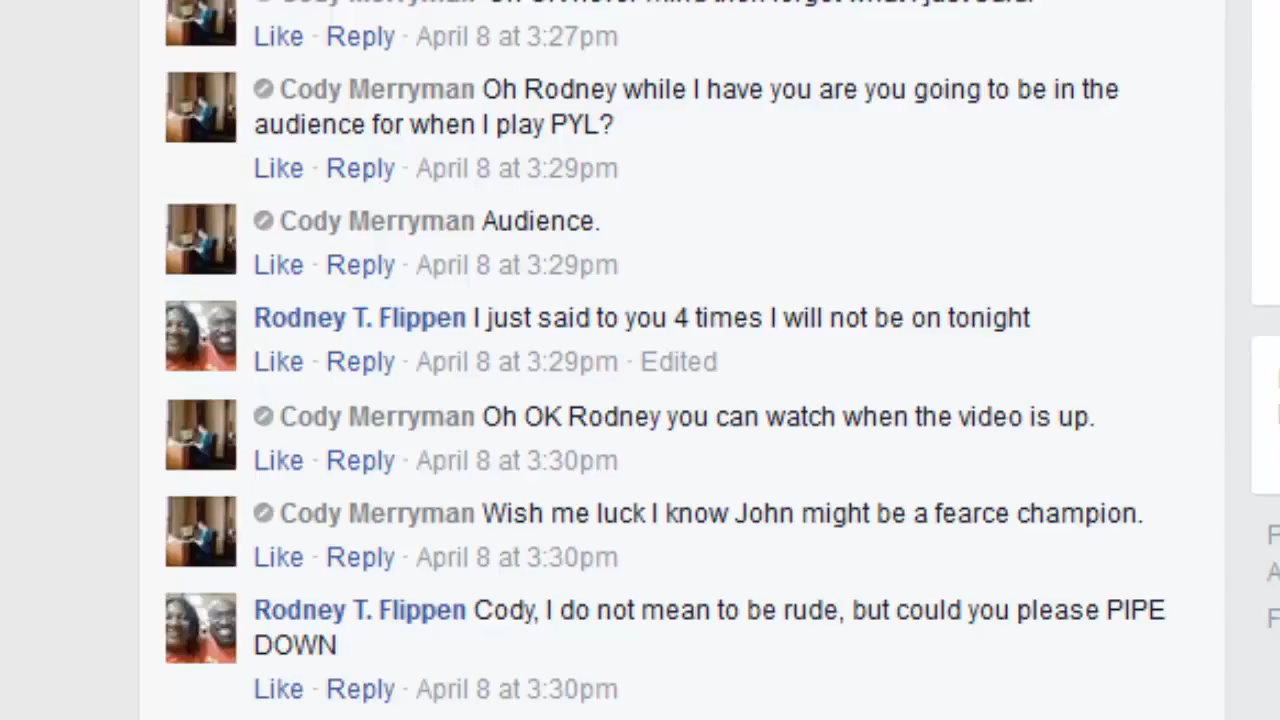 Like · Reply · April 8 at 3:27pm
Cody Merryman Oh Rodney while I have you are you going to be in the
audience for when I play PYL?
Like · Reply · April 8 at 3:29pm
Cody Merryman Audience.
Like · Reply · April 8 at 3:29pm
Rodney T. Flippen I just said to you 4 times I will not be on tonight
Like · Reply · April 8 at 3:29pm · Edited
Cody Merryman Oh OK Rodney you can watch when the video is up.
Like · Reply · April 8 at 3:30pm
Cody Merryman Wish me luck I know John might be a fearce champion.
Like · Reply · April 8 at 3:30pm
Rodney T. Flippen Cody, I do not mean to be rude, but could you please PIPE
DOWN
Like · Reply · April 8 at 3:30pm